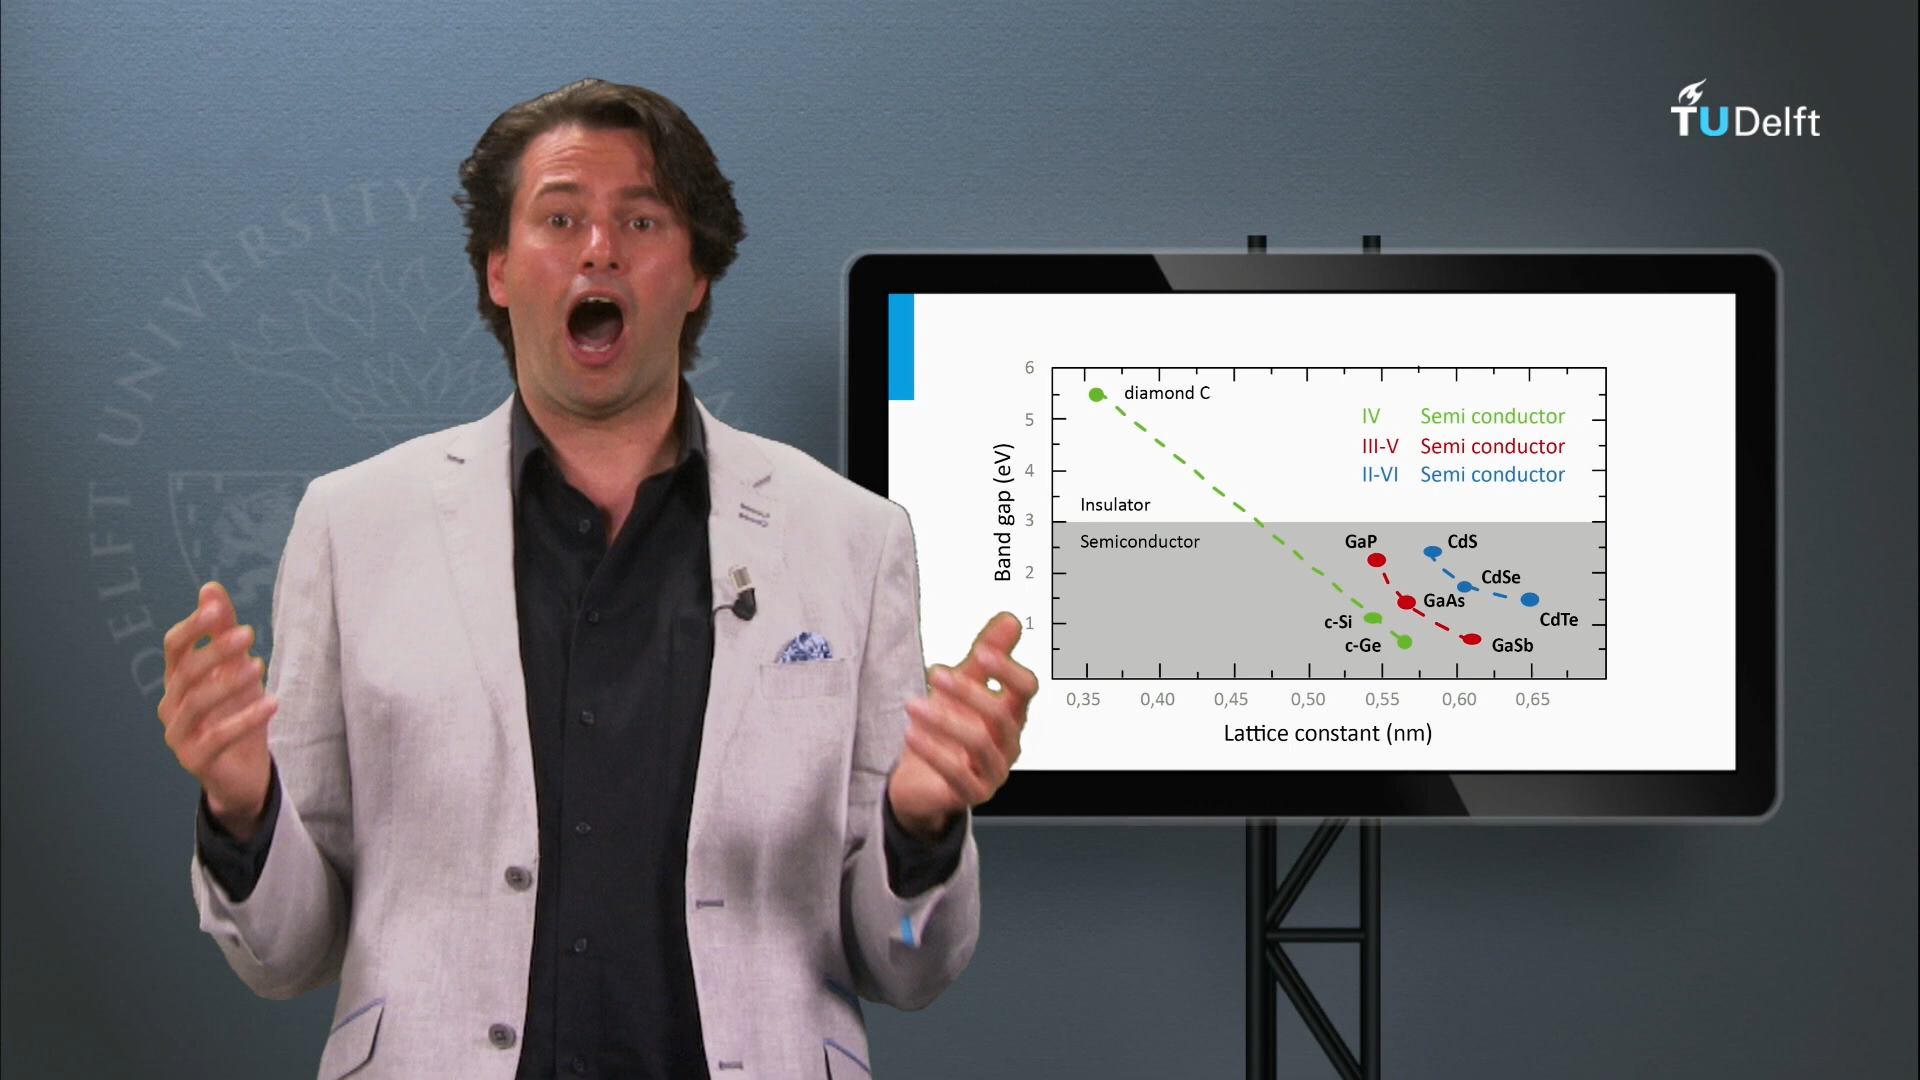 TUDelft
DELFT UNIVERSITY
6
5
4
3
2
1
Band gap (eV)
diamond C
IV Semi conductor
III-V Semi conductor
II-VI Semi conductor
Insulator
Semiconductor
GaP
CdS
CdSe
GaAs
c-Si
CdTe
c-Ge
GaSb
0,35 0,40 0,45 0,50 0,55 0,60 0,65
Lattice constant (nm)